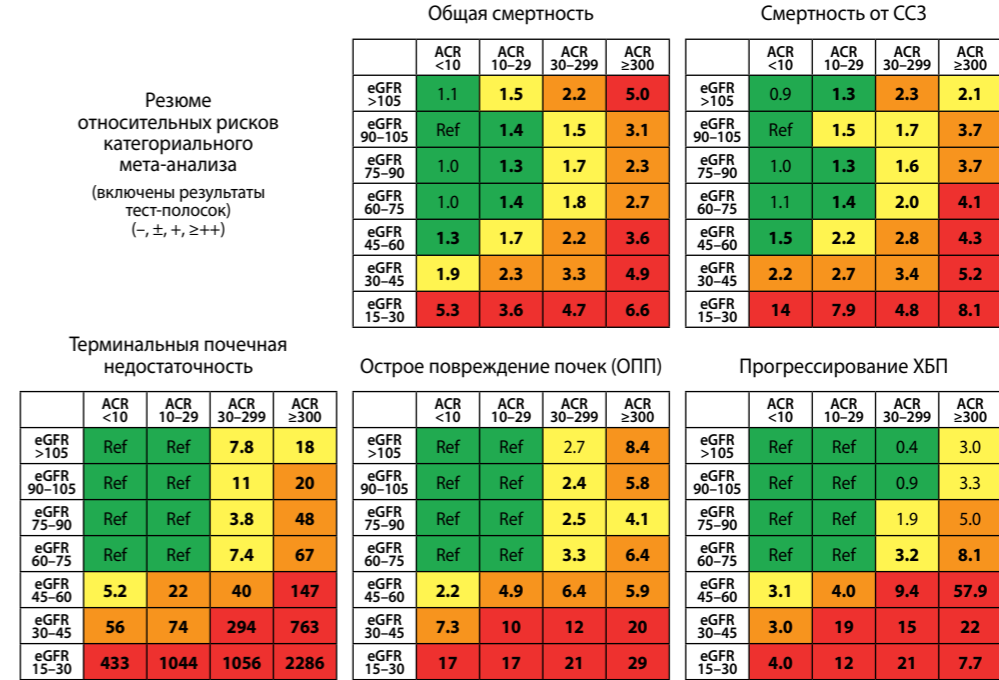 Резюме
относительных рисков
категориального
мета-анализа
(включены результаты
тест-полосок)
(–, ±, +, ≥++)
Общая смертность
ACR <10 ACR 10–29 ACR 30–299 ACR ≥300
eGFR >105 1.1 1.5 2.2 5.0
eGFR 90–105 Ref 1.4 1.5 3.1
eGFR 75–90 1.0 1.3 1.7 2.3
eGFR 60–75 1.0 1.4 1.8 2.7
eGFR 45–60 1.3 1.7 2.2 3.6
eGFR 30–45 1.9 2.3 3.3 4.9
eGFR 15–30 5.3 3.6 4.7 6.6
Смертность от ССЗ
ACR <10 ACR 10–29 ACR 30–299 ACR ≥300
eGFR >105 0.9 1.3 2.3 2.1
eGFR 90–105 Ref 1.5 1.7 3.7
eGFR 75–90 1.0 1.3 1.6 3.7
eGFR 60–75 1.1 1.4 2.0 4.1
eGFR 45–60 1.5 2.2 2.8 4.3
eGFR 30–45 2.2 2.7 3.4 5.2
eGFR 15–30 14 7.9 4.8 8.1
Терминальныя почечная
недостаточность
ACR <10 ACR 10–29 ACR 30–299 ACR ≥300
eGFR >105 Ref Ref 7.8 18
eGFR 90–105 Ref Ref 11 20
eGFR 75–90 Ref Ref 3.8 48
eGFR 60–75 Ref Ref 7.4 67
eGFR 45–60 5.2 22 40 147
eGFR 30–45 56 74 294 763
eGFR 15–30 433 1044 1056 2286
Острое повреждение почек (ОПП)
ACR <10 ACR 10–29 ACR 30–299 ACR ≥300
eGFR >105 Ref Ref 2.7 8.4
eGFR 90–105 Ref Ref 2.4 5.8
eGFR 75–90 Ref Ref 2.5 4.1
eGFR 60–75 Ref Ref 3.3 6.4
eGFR 45–60 2.2 4.9 6.4 5.9
eGFR 30–45 7.3 10 12 20
eGFR 15–30 17 17 21 29
Прогрессирование ХБП
ACR <10 ACR 10–29 ACR 30–299 ACR ≥300
eGFR >105 Ref Ref 0.4 3.0
eGFR 90–105 Ref Ref 0.9 3.3
eGFR 75–90 Ref Ref 1.9 5.0
eGFR 60–75 Ref Ref 3.2 8.1
eGFR 45–60 3.1 4.0 9.4 57.9
eGFR 30–45 3.0 19 15 22
eGFR 15–30 4.0 12 21 7.7